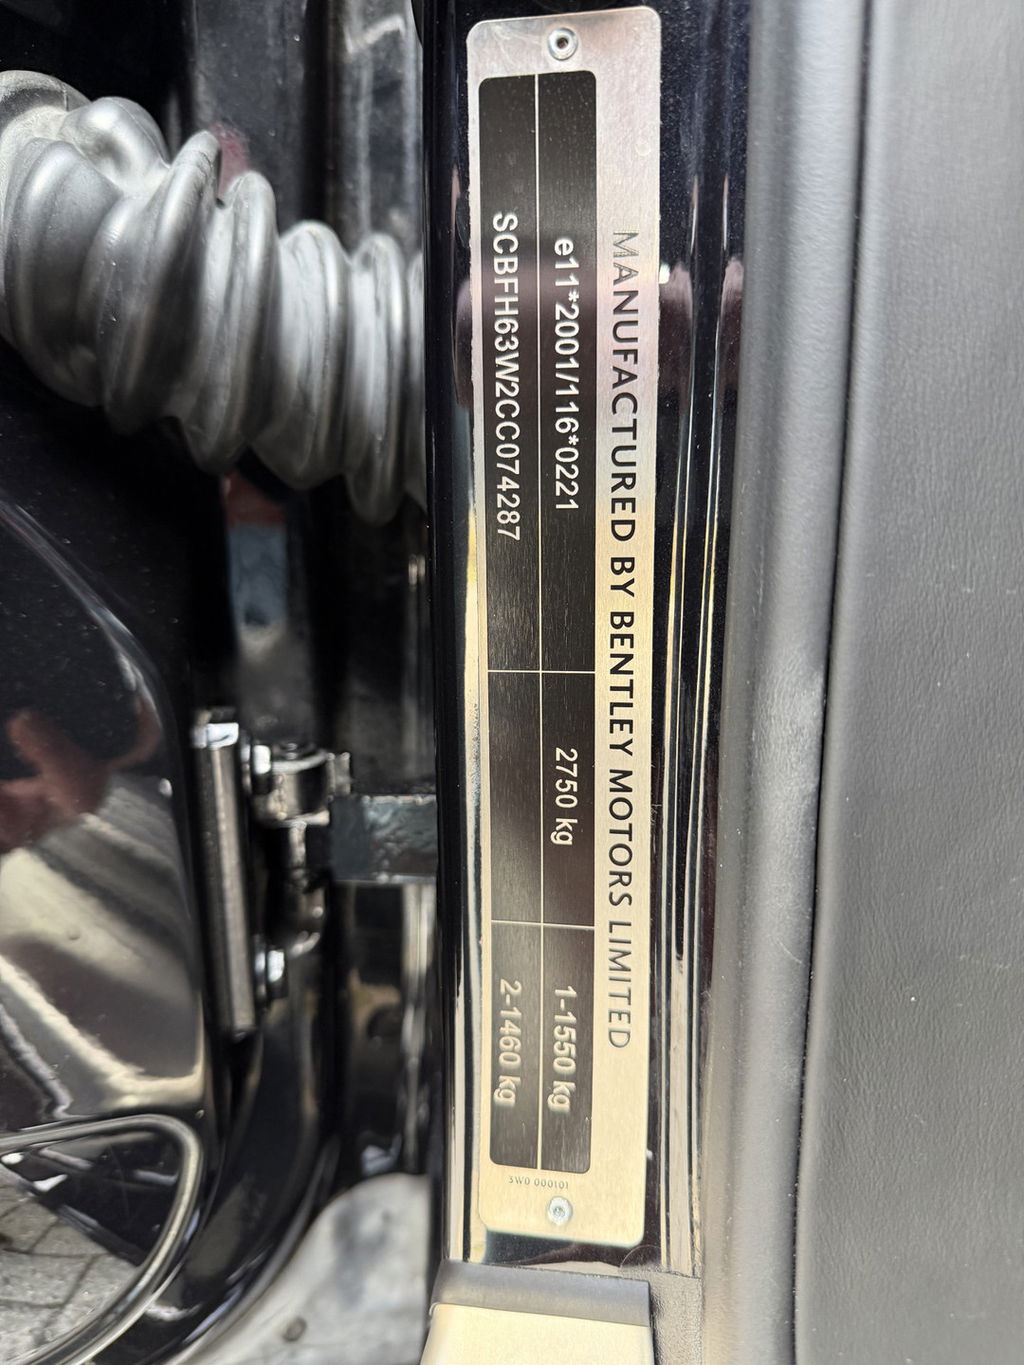 MANUFACTURED BY BENTLEY MOTORS LIMITED
e11*2001/116*0221 2750 kg 1-1550 kg
SCBFH63W2CC074287 2-1460 kg
3W0 000101